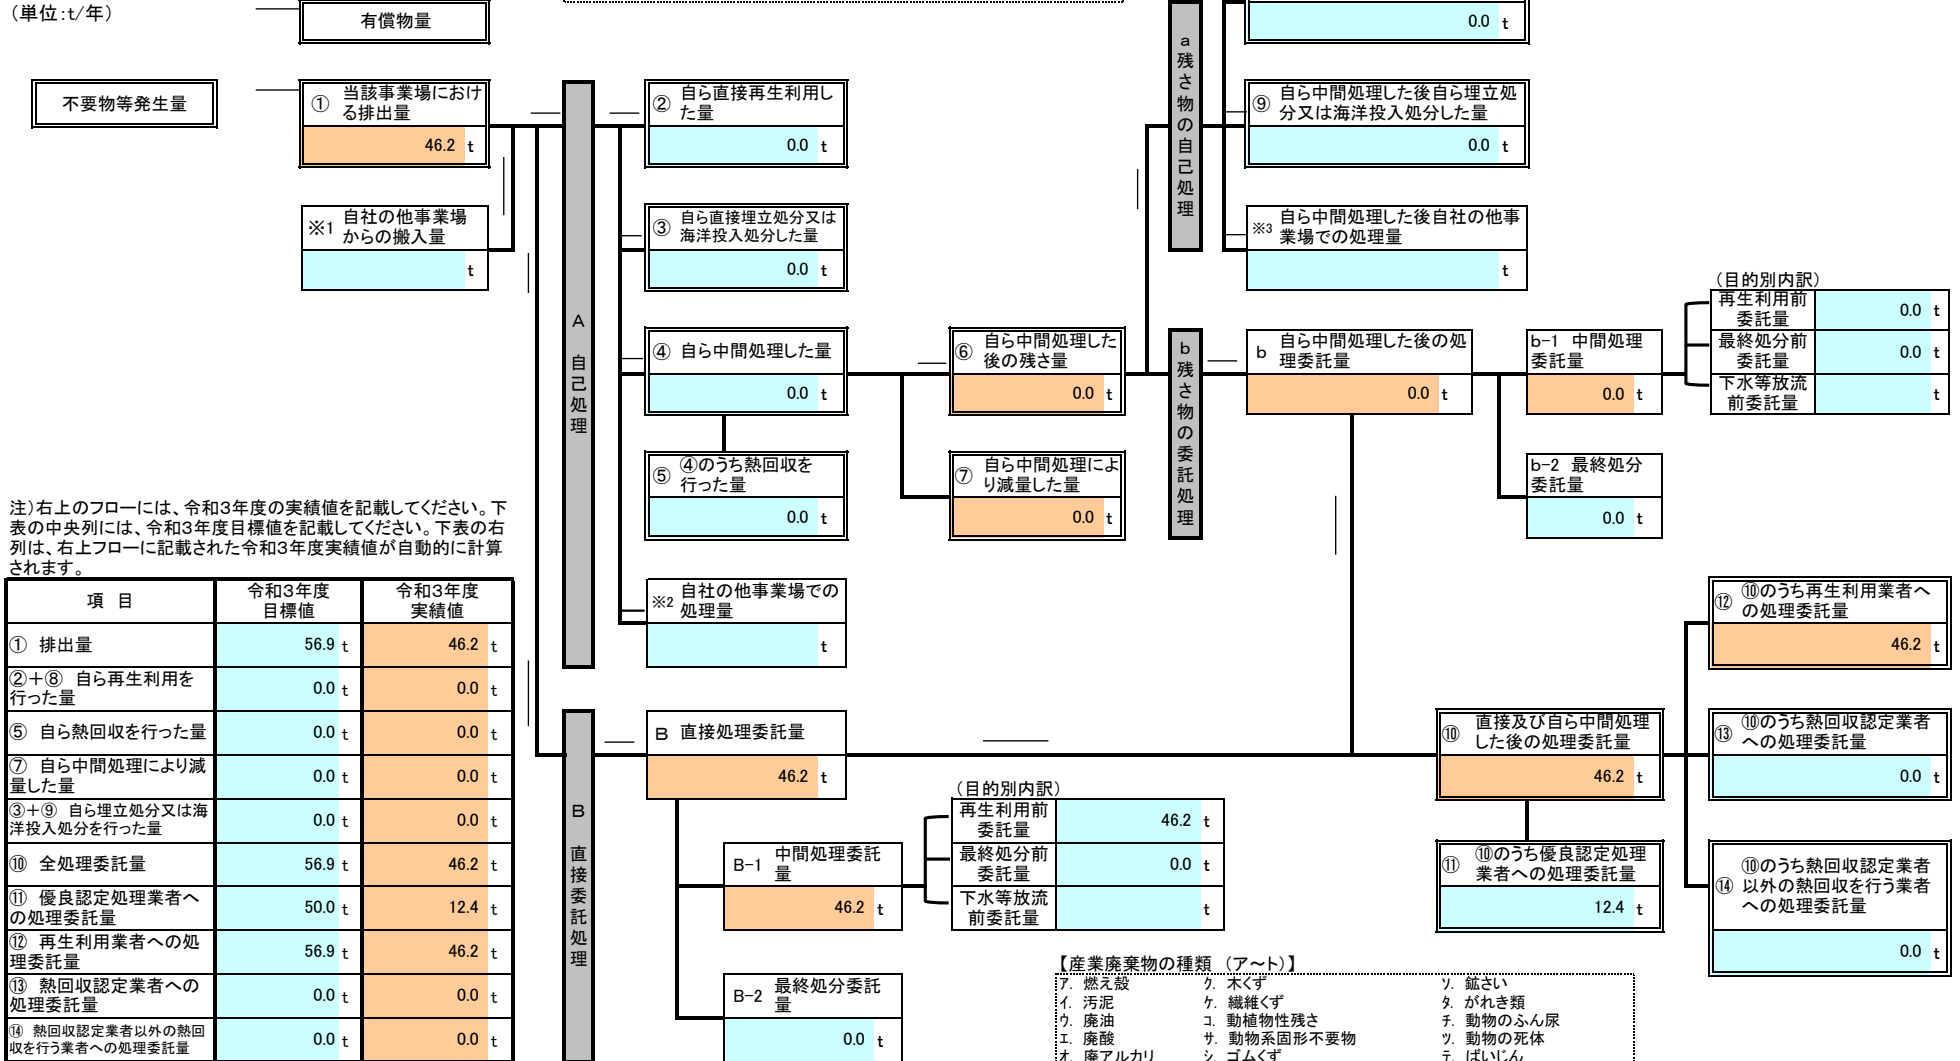 （単位：t/年）
有償物量
0.0 t
不要物等発生量
① 当該事業場におけ
る排出量
46.2 t
※1 自社の他事業場
からの搬入量
t
A 自己処理
② 自ら直接再生利用し
た量
0.0 t
③ 自ら直接埋立処分又は
海洋投入処分した量
0.0 t
④ 自ら中間処理した量
0.0 t
⑤ ④のうち熱回収を
行った量
0.0 t
※2 自社の他事業場での
処理量
t
⑥ 自ら中間処理した
後の残さ量
0.0 t
⑦ 自ら中間処理によ
り減量した量
0.0 t
a 残さ物の自己処理
⑨ 自ら中間処理した後自ら埋立処
分又は海洋投入処分した量
0.0 t
※3 自ら中間処理した後自社の他事
業場での処理量
t
b 残さ物の委託処理
b 自ら中間処理した後の処
理委託量
0.0 t
b-1 中間処理
委託量
0.0 t
b-2 最終処分
委託量
0.0 t
（目的別内訳）
再生利用前
委託量 0.0 t
最終処分前
委託量 0.0 t
下水等放流
前委託量 t
注）右上のフローには、令和3年度の実績値を記載してください。下
表の中央列には、令和3年度目標値を記載してください。下表の右
列は、右上フローに記載された令和3年度実績値が自動的に計算
されます。
項 目 令和3年度 目標値 令和3年度 実績値
① 排出量 56.9 t 46.2 t
②＋⑧ 自ら再生利用を
行った量 0.0 t 0.0 t
⑤ 自ら熱回収を行った量 0.0 t 0.0 t
⑦ 自ら中間処理により減
量した量 0.0 t 0.0 t
③＋⑨ 自ら埋立処分又は海
洋投入処分を行った量 0.0 t 0.0 t
⑩ 全処理委託量 56.9 t 46.2 t
⑪ 優良認定処理業者へ
の処理委託量 50.0 t 12.4 t
⑫ 再生利用業者への処
理委託量 56.9 t 46.2 t
⑬ 熱回収認定業者への
処理委託量 0.0 t 0.0 t
⑭ 熱回収認定業者以外の熱回
収を行う業者への処理委託量 0.0 t 0.0 t
B 直接委託処理
B 直接処理委託量
46.2 t
B-1 中間処理委託
量
46.2 t
B-2 最終処分委託
量
0.0 t
（目的別内訳）
再生利用前
委託量 46.2 t
最終処分前
委託量 0.0 t
下水等放流
前委託量 t
⑩ 直接及び自ら中間処理
した後の処理委託量
46.2 t
⑪ ⑩のうち優良認定処理
業者への処理委託量
12.4 t
⑫ ⑩のうち再生利用業者へ
の処理委託量
46.2 t
⑬ ⑩のうち熱回収認定業者
への処理委託量
0.0 t
⑭ ⑩のうち熱回収認定業者
以外の熱回収を行う業者
への処理委託量
0.0 t
【産業廃棄物の種類 （ア～ト）】
ア. 燃え殻 ク. 木くず ソ. 鉱さい
イ. 汚泥 ケ. 繊維くず タ. がれき類
ウ. 廃油 コ. 動植物性残さ チ. 動物のふん尿
エ. 廃酸 サ. 動物系固形不要物 ツ. 動物の死体
オ. 廃アルカリ シ. ゴムくず テ. ばいじん